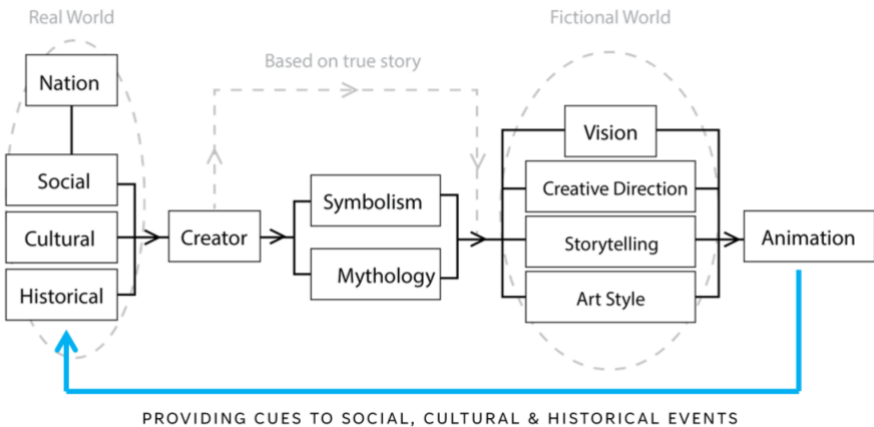 Real World
Fictional World
Based on true story
Nation
Social
Cultural
Historical
Creator
Symbolism
Mythology
Vision
Creative Direction
Storytelling
Art Style
Animation
PROVIDING CUES TO SOCIAL, CULTURAL & HISTORICAL EVENTS